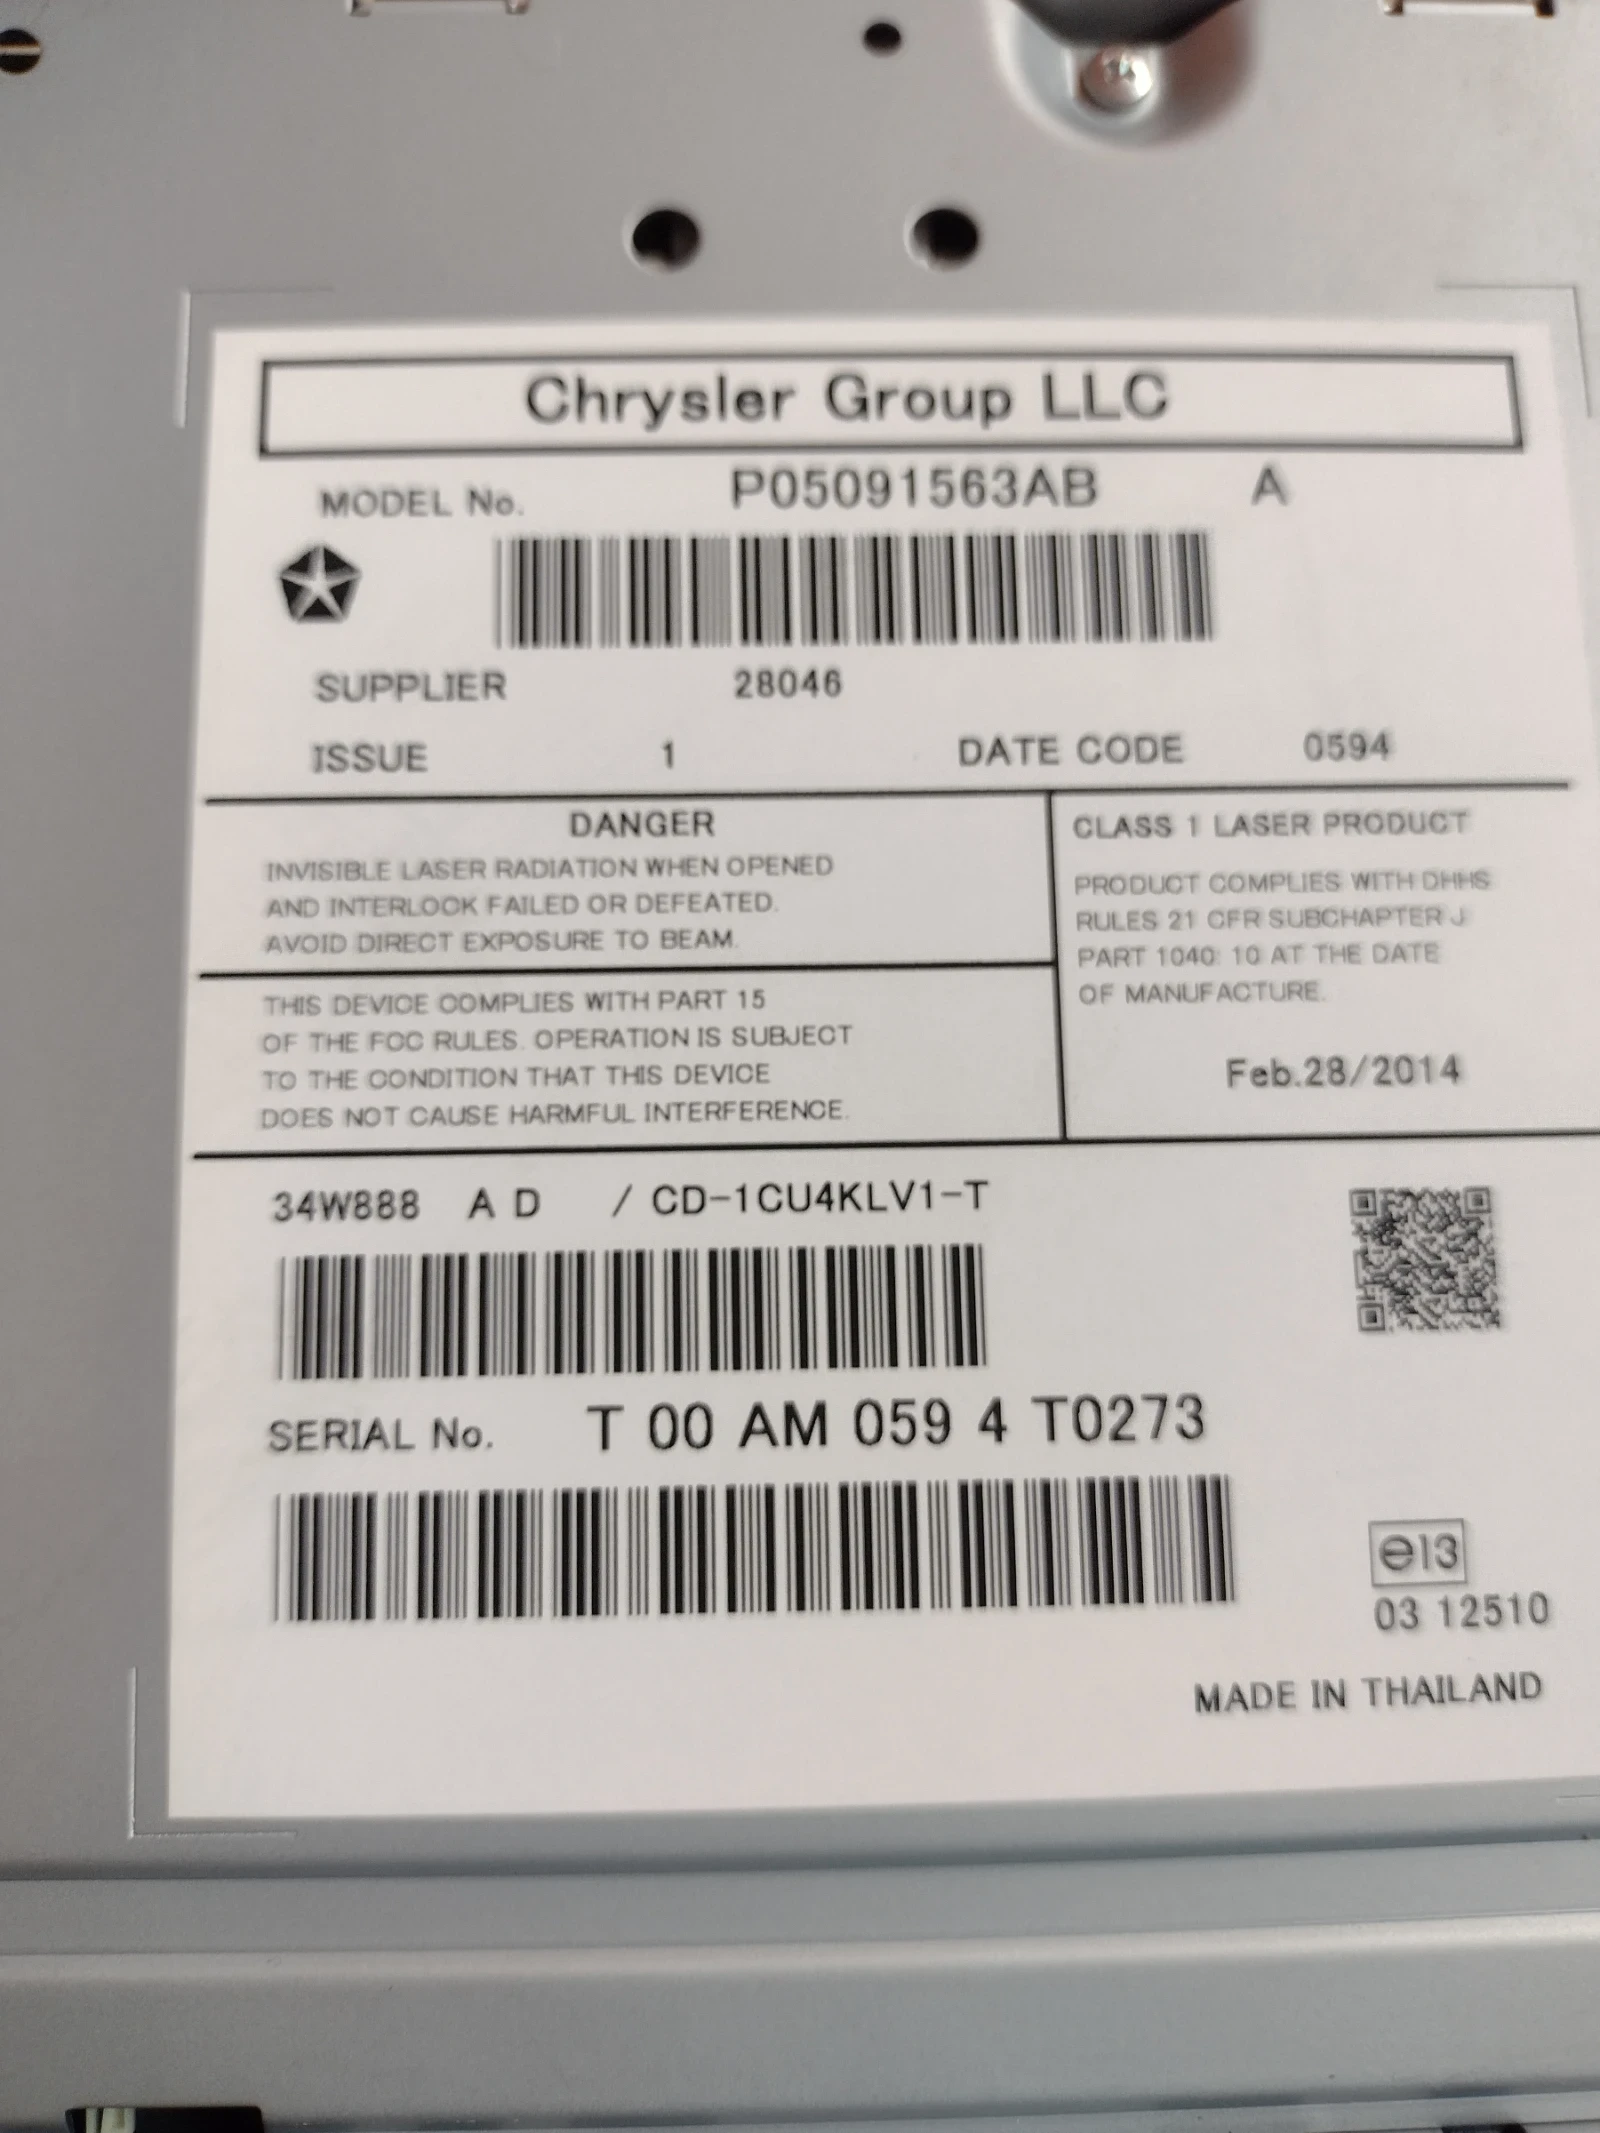 Chrysler Group LLC
MODEL No. P05091563AB A
SUPPLIER 28046
ISSUE 1 DATE CODE 0594
DANGER
INVISIBLE LASER RADIATION WHEN OPENED
AND INTERLOCK FAILED OR DEFEATED.
AVOID DIRECT EXPOSURE TO BEAM.
CLASS 1 LASER PRODUCT
PRODUCT COMPLIES WITH DHHS
RULES 21 CFR SUBCHAPTER J
PART 1040: 10 AT THE DATE
OF MANUFACTURE.
Feb.28/2014
THIS DEVICE COMPLIES WITH PART 15
OF THE FCC RULES. OPERATION IS SUBJECT
TO THE CONDITION THAT THIS DEVICE
DOES NOT CAUSE HARMFUL INTERFERENCE.
34W888 A D / CD-1CU4KLV1-T
SERIAL No. T 00 AM 059 4 T0273
e13
03 12510
MADE IN THAILAND